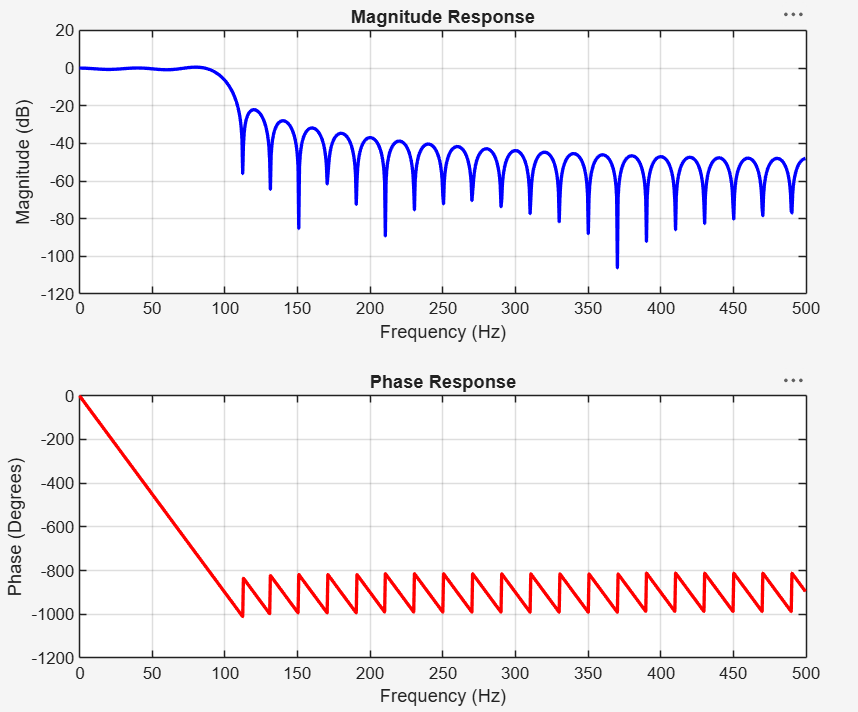 Magnitude Response
20
0
-20
-40
-60
-80
-100
-120
Magnitude (dB)
0 50 100 150 200 250 300 350 400 450 500
Frequency (Hz)
Phase Response
0
-200
-400
-600
-800
-1000
-1200
Phase (Degrees)
0 50 100 150 200 250 300 350 400 450 500
Frequency (Hz)